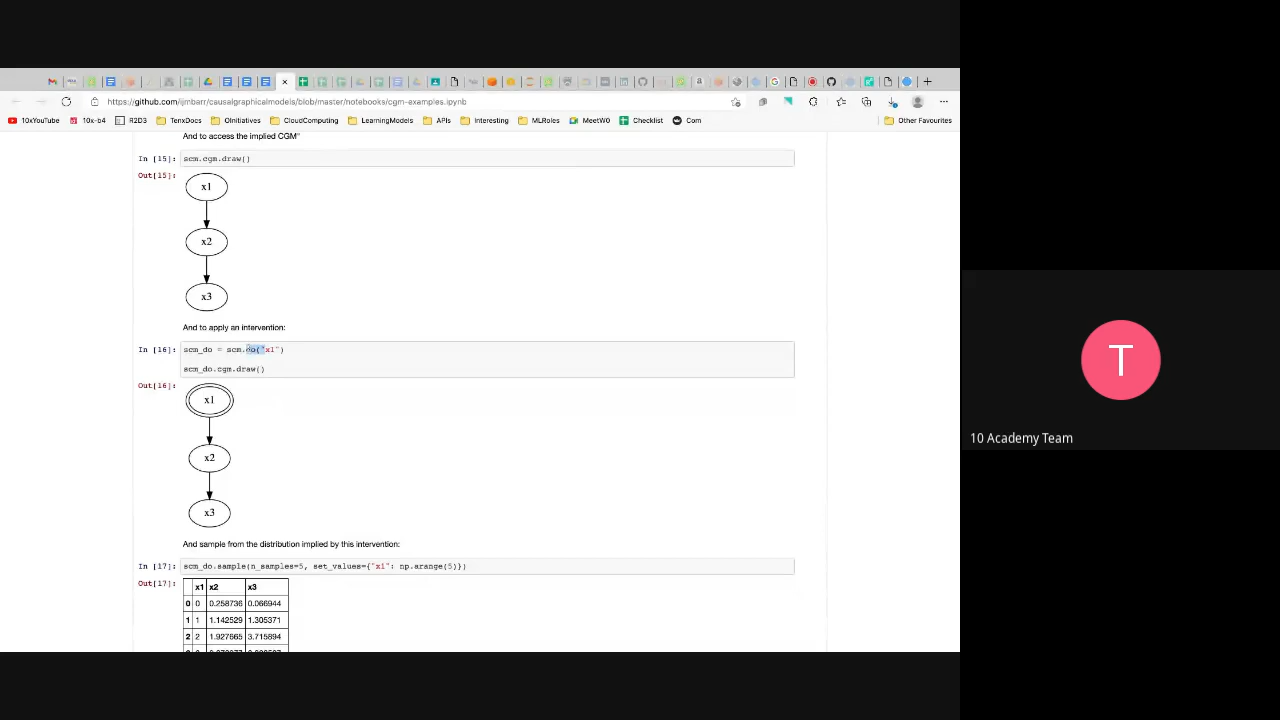 https://github.com/ijmbarr/causalgraphicalmodels/blob/master/notebooks/cgm-examples.ipynb
10xYouTube 10x-b4 R2D3 TenxDocs OInitiatives CloudComputing LearningModels APIs Interesting MLRoles MeetW0 Checklist Com Other Favourites
And to access the implied CGM"
In [15]: scm.cgm.draw()
Out[15]:
x1
x2
x3
And to apply an intervention:
In [16]: scm_do = scm.do("x1")
scm_do.cgm.draw()
Out[16]:
x1
x2
x3
And sample from the distribution implied by this intervention:
In [17]: scm_do.sample(n_samples=5, set_values={"x1": np.arange(5)})
Out[17]:
x1 x2 x3
0 0 0.258736 0.066944
1 1 1.142529 1.305371
2 2 1.927665 3.715894
T
10 Academy Team